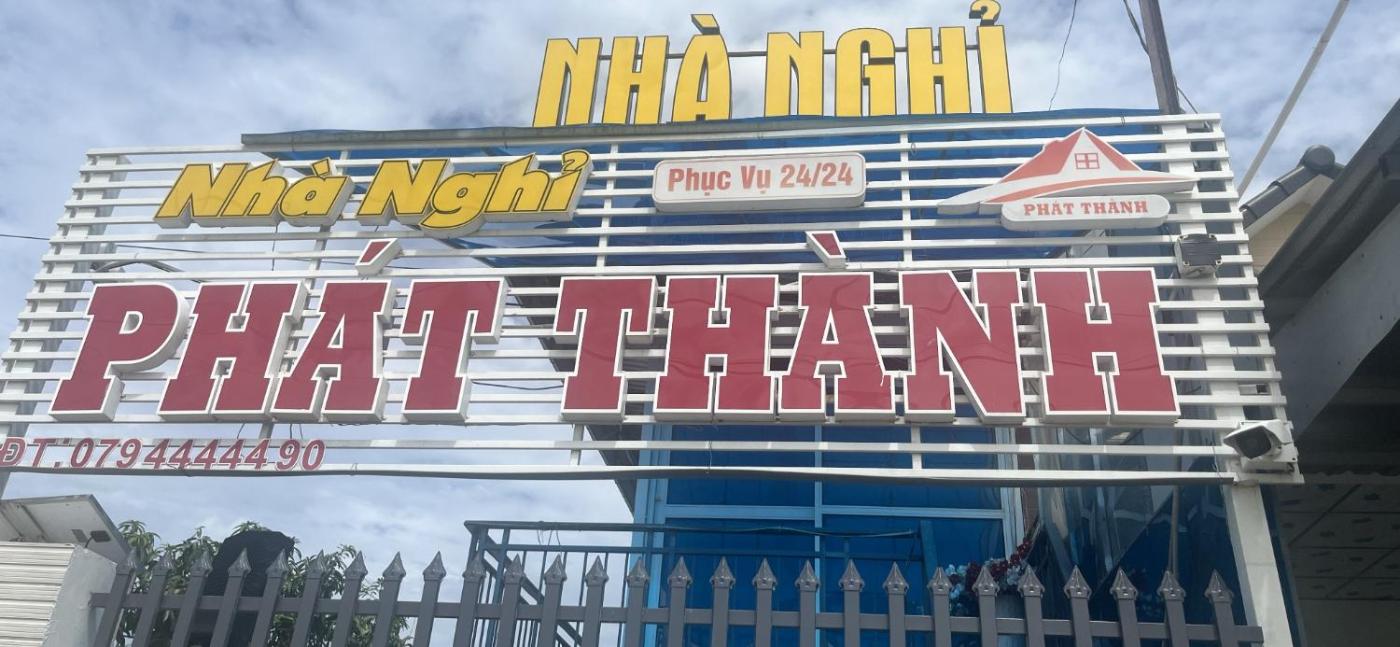 NHÀ NGHỈ
Nhà Nghỉ
Phục Vụ 24/24
PHÁT THÀNH
PHÁT THÀNH
ĐT:0794444490